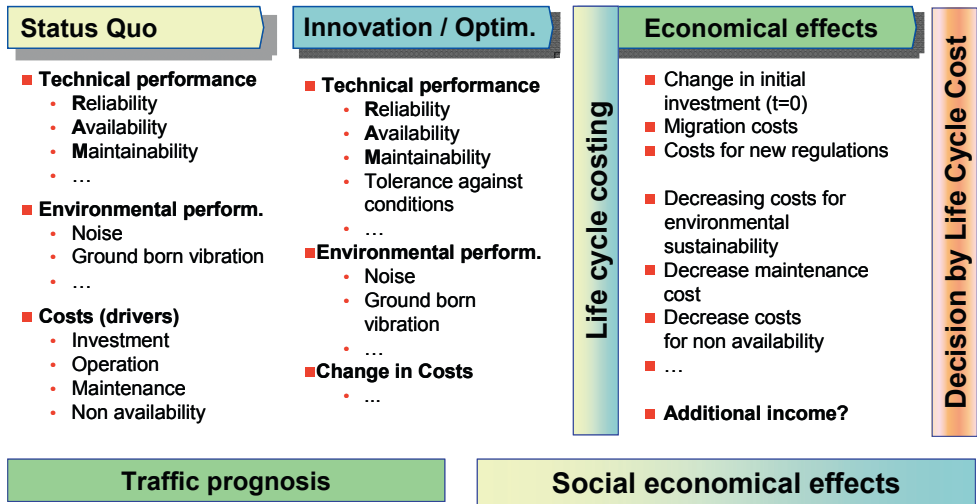 Status Quo
Technical performance
Reliability
Availability
Maintainability
…
Environmental perform.
Noise
Ground born vibration
…
Costs (drivers)
Investment
Operation
Maintenance
Non availability
Innovation / Optim.
Technical performance
Reliability
Availability
Maintainability
Tolerance against
conditions
…
Environmental perform.
Noise
Ground born
vibration
…
Change in Costs
...
Life cycle costing
Economical effects
Change in initial
investment (t=0)
Migration costs
Costs for new regulations
Decreasing costs for
environmental
sustainability
Decrease maintenance
cost
Decrease costs
for non availability
…
Additional income?
Decision by Life Cycle Cost
Traffic prognosis
Social economical effects